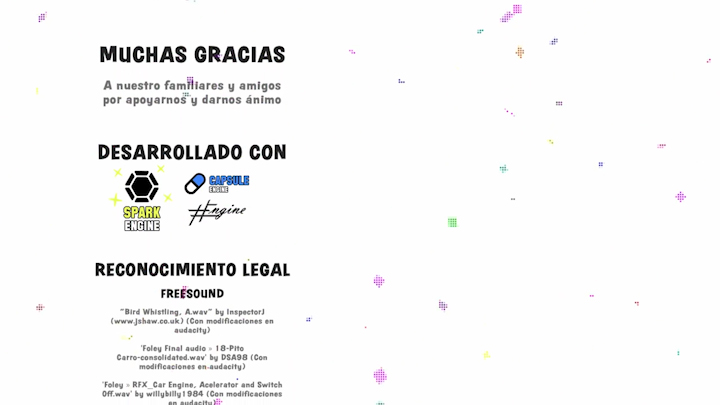 MUCHAS GRACIAS
A nuestro familiares y amigos
por apoyarnos y darnos ánimo
DESARROLLADO CON
SPARK
ENGINE
CAPSULE
ENGINE
#Engine
RECONOCIMIENTO LEGAL
FREESOUND
"Bird Whistling, A.wav" by InspectorJ
(www.jshaw.co.uk) (Con modificaciones en
audacity)
'Foley Final audio » 18-Pito
Carro-consolidated.wav' by DSA98 (Con
modificaciones en audacity)
'Foley » RFX_Car Engine, Acelerator and Switch
Off.wav' by willybilly1984 (Con modificaciones
en audacity)